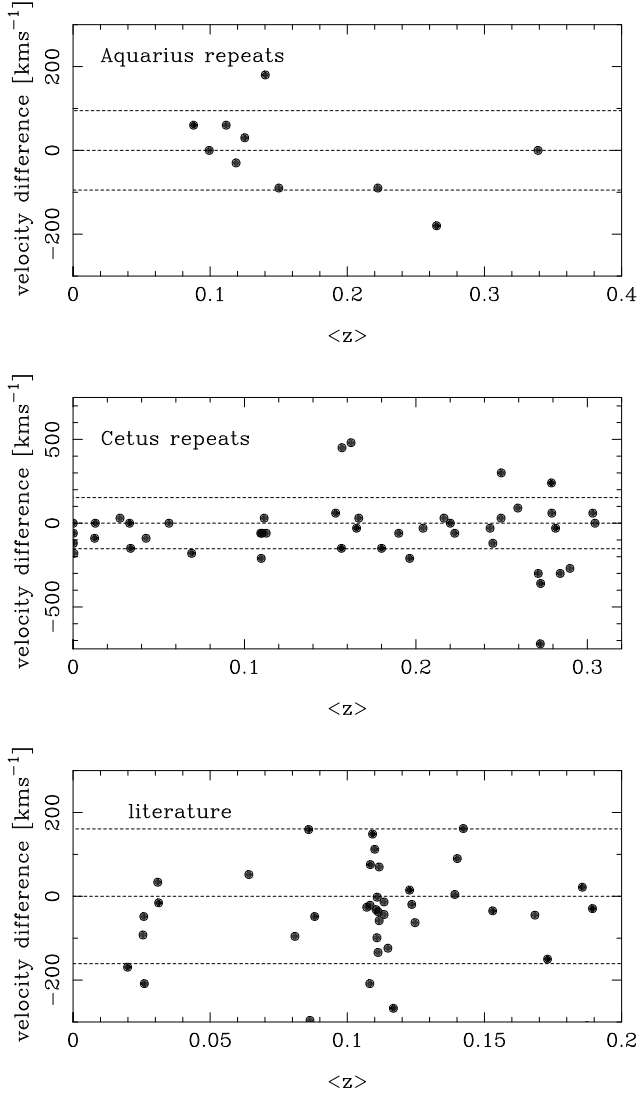 Aquarius repeats
velocity difference [kms⁻¹]
200
0
−200
0
0.1
0.2
0.3
0.4
<z>
Cetus repeats
velocity difference [kms⁻¹]
500
0
−500
0
0.1
0.2
0.3
<z>
literature
velocity difference [kms⁻¹]
200
0
−200
0
0.05
0.1
0.15
0.2
<z>